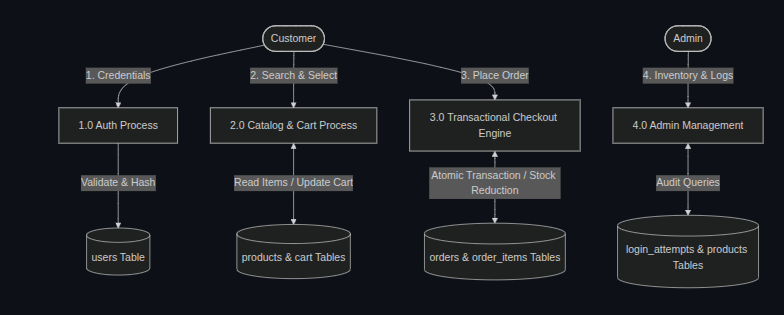 Customer
Admin
1. Credentials
2. Search & Select
3. Place Order
4. Inventory & Logs
1.0 Auth Process
2.0 Catalog & Cart Process
3.0 Transactional Checkout
Engine
4.0 Admin Management
Validate & Hash
Read Items / Update Cart
Atomic Transaction / Stock
Reduction
Audit Queries
users Table
products & cart Tables
orders & order_items Tables
login_attempts & products
Tables